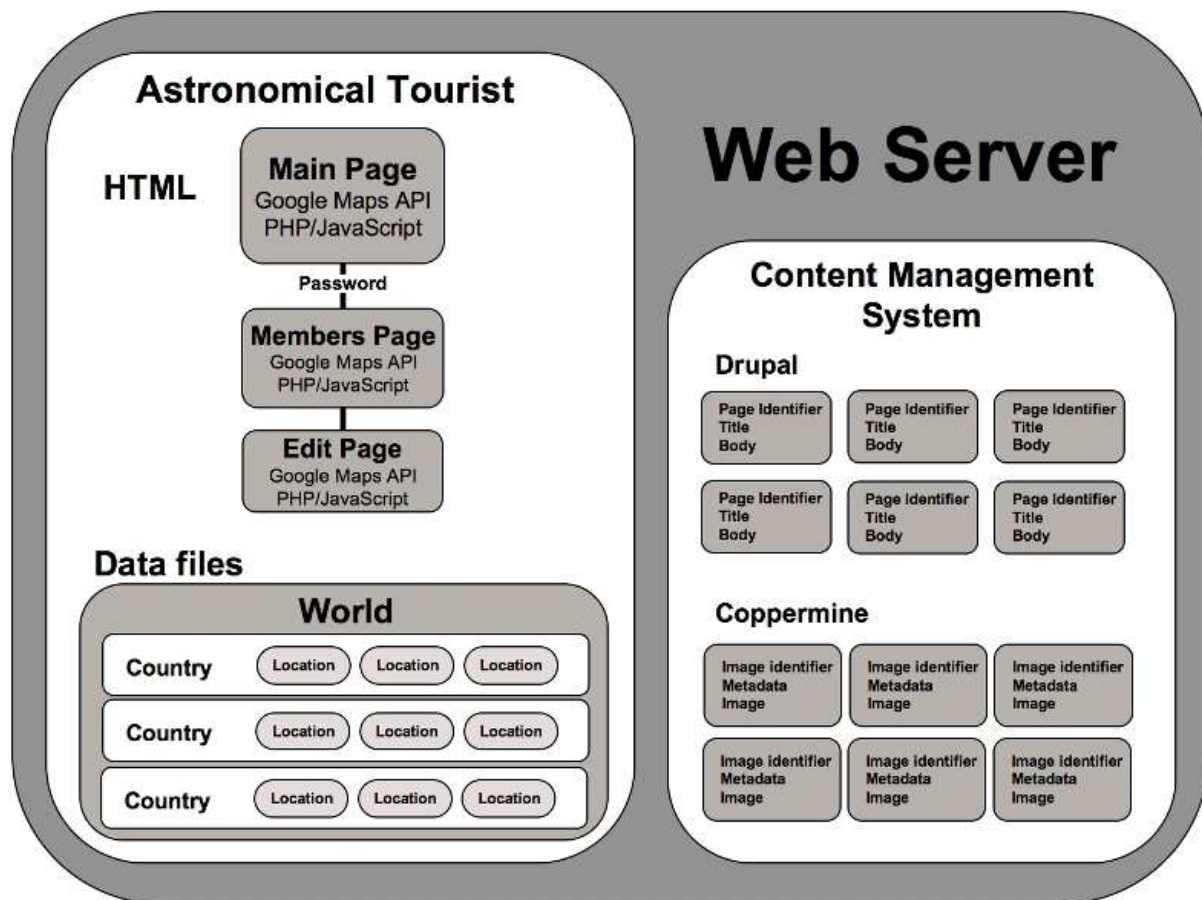 Astronomical Tourist
HTML
Main Page
Google Maps API
PHP/JavaScript
Password
Members Page
Google Maps API
PHP/JavaScript
Edit Page
Google Maps API
PHP/JavaScript
Data files
World
Country Location Location Location
Country Location Location Location
Country Location Location Location
Web Server
Content Management
System
Drupal
Page Identifier
Title
Body
Page Identifier
Title
Body
Page Identifier
Title
Body
Page Identifier
Title
Body
Page Identifier
Title
Body
Page Identifier
Title
Body
Coppermine
Image identifier
Metadata
Image
Image identifier
Metadata
Image
Image identifier
Metadata
Image
Image identifier
Metadata
Image
Image identifier
Metadata
Image
Image identifier
Metadata
Image